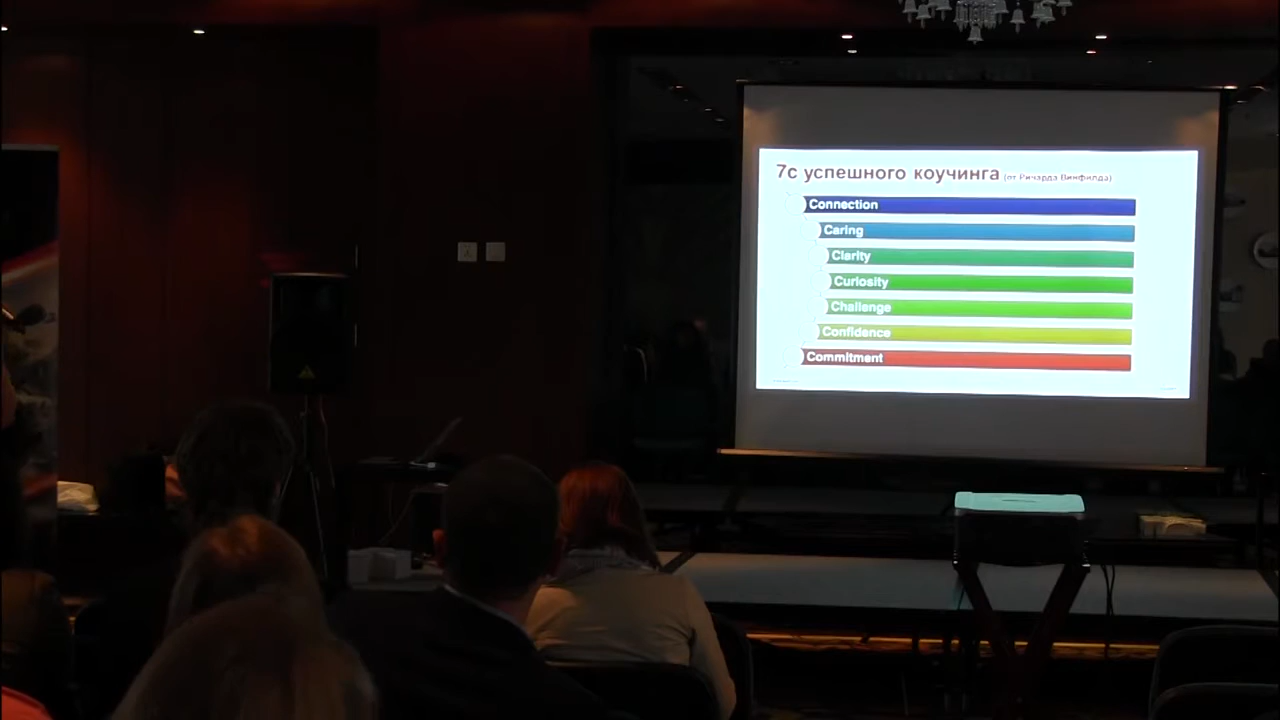 7с успешного коучинга (от Ричарда Винфилда)
Connection
Caring
Clarity
Curiosity
Challenge
Confidence
Commitment